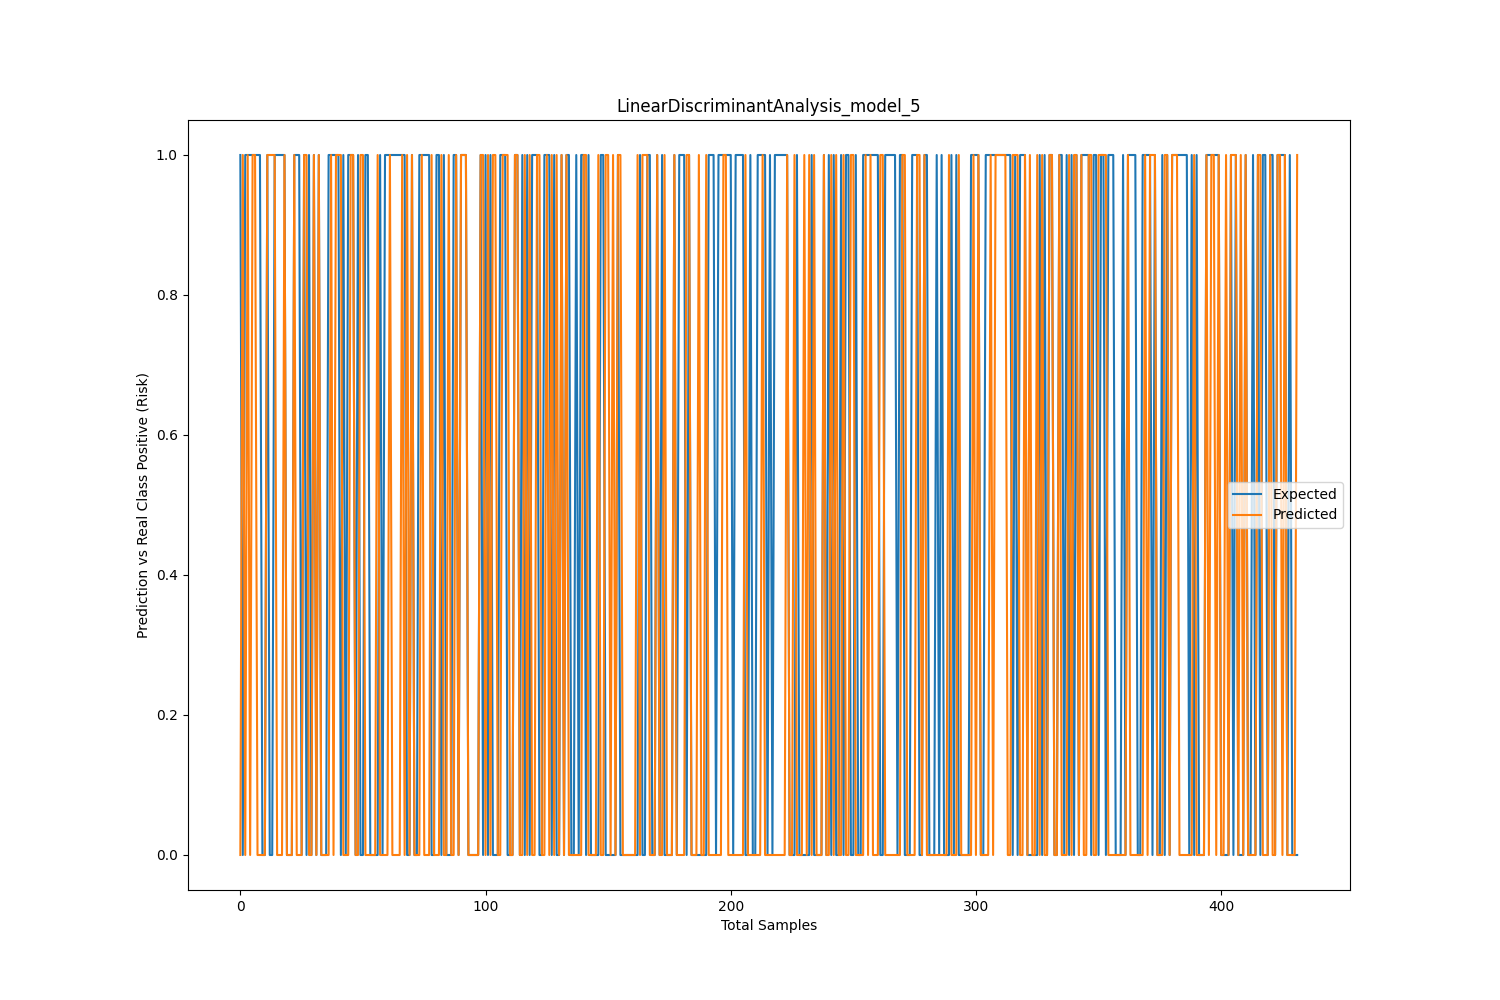 LinearDiscriminantAnalysis_model_5
Prediction vs Real Class Positive (Risk)
1.0
0.8
0.6
0.4
0.2
0.0
Expected
Predicted
0 100 200 300 400
Total Samples